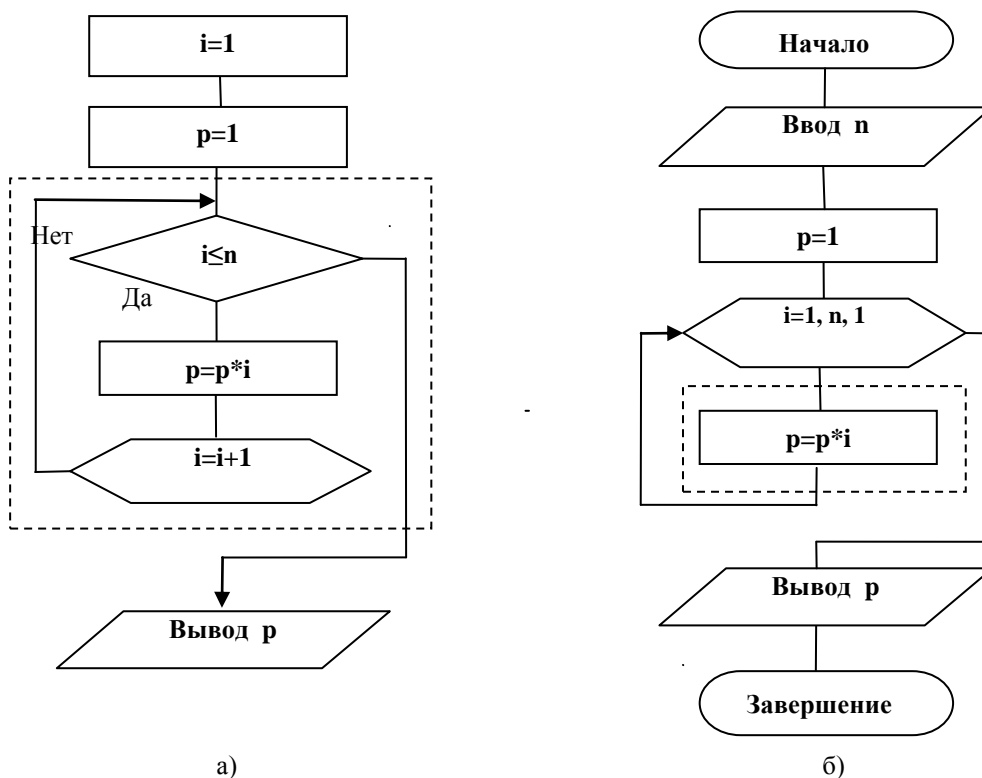 i=1
p=1
Нет
i≤n
Да
p=p*i
i=i+1
Вывод p
а)
Начало
Ввод n
p=1
i=1, n, 1
p=p*i
Вывод p
Завершение
б)